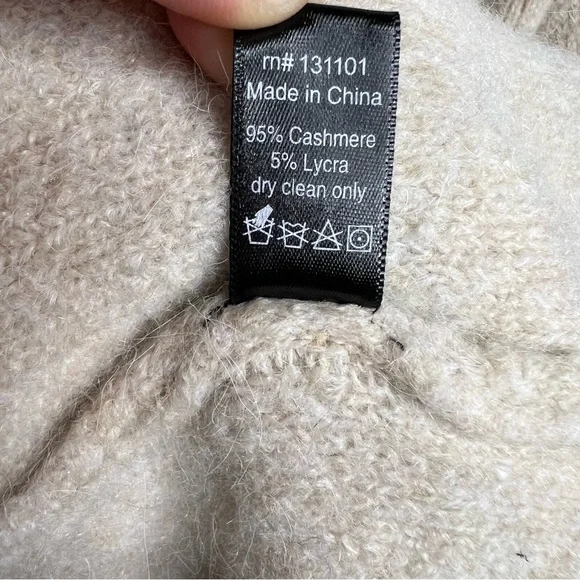 rn# 131101
Made in China
95% Cashmere
5% Lycra
dry clean only